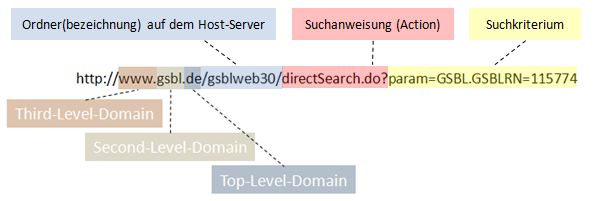 Ordner(bezeichnung) auf dem Host-Server
Suchanweisung (Action)
Suchkriterium
http://www.gsbl.de/gsblweb30/directSearch.do?param=GSBL.GSBLRN=115774
Third-Level-Domain
Second-Level-Domain
Top-Level-Domain